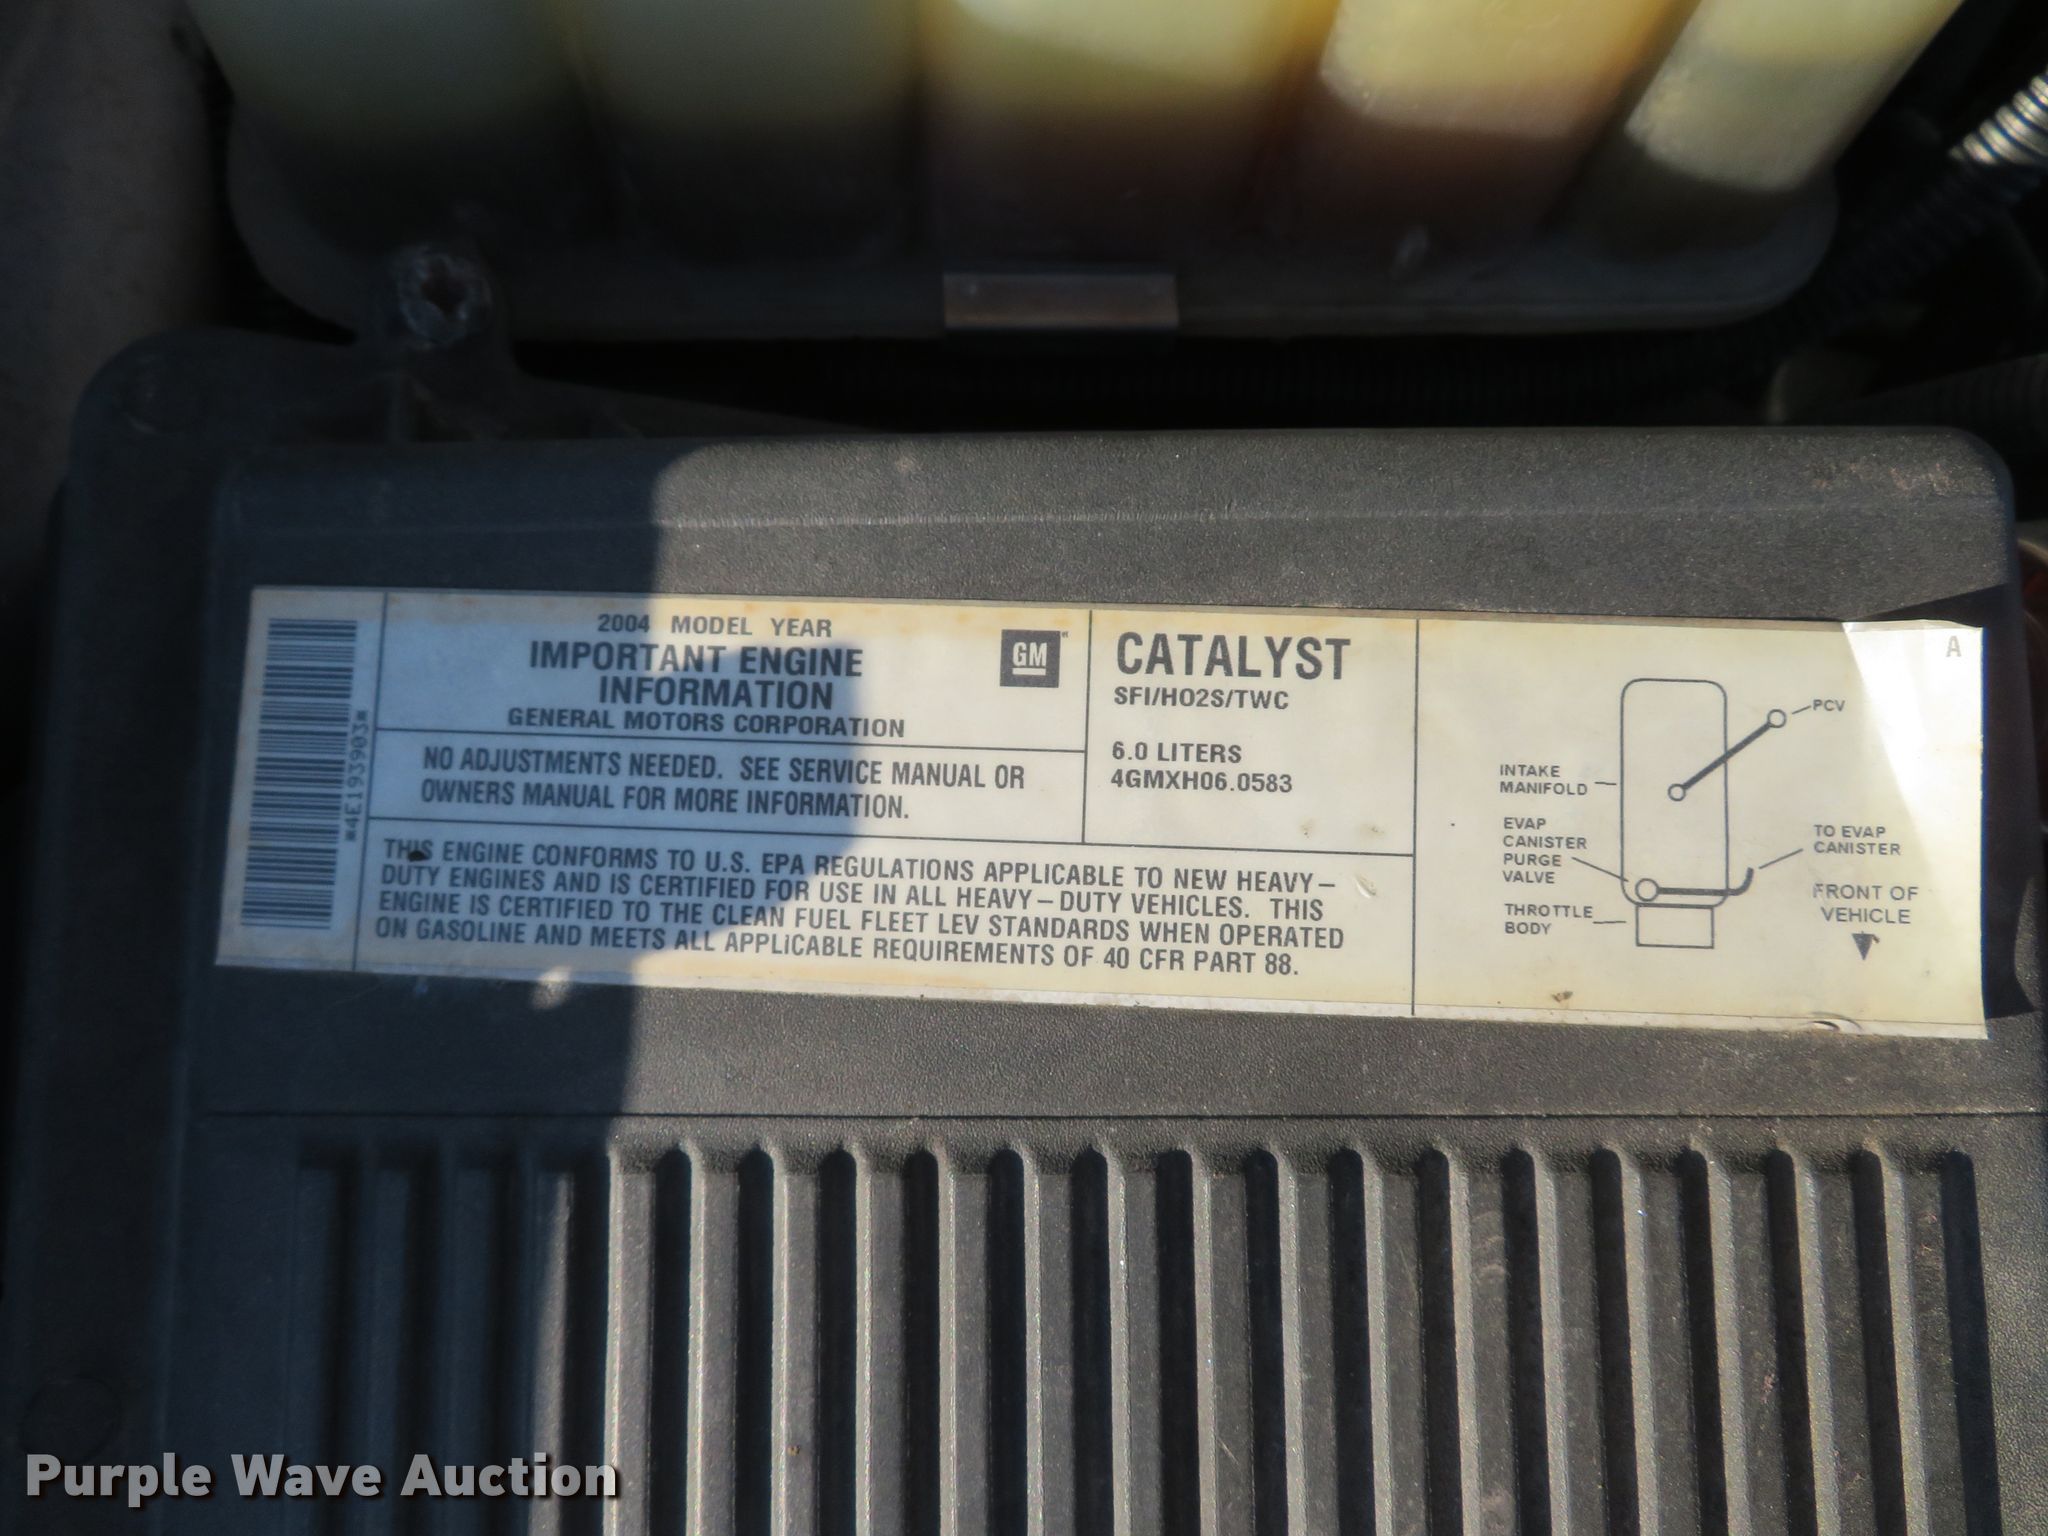 *4E193903*
2004 MODEL YEAR
IMPORTANT ENGINE
INFORMATION
GENERAL MOTORS CORPORATION
GM
NO ADJUSTMENTS NEEDED. SEE SERVICE MANUAL OR
OWNERS MANUAL FOR MORE INFORMATION.
CATALYST
SFI/HO2S/TWC
6.0 LITERS
4GMXH06.0583
THIS ENGINE CONFORMS TO U.S. EPA REGULATIONS APPLICABLE TO NEW HEAVY-
DUTY ENGINES AND IS CERTIFIED FOR USE IN ALL HEAVY-DUTY VEHICLES. THIS
ENGINE IS CERTIFIED TO THE CLEAN FUEL FLEET LEV STANDARDS WHEN OPERATED
ON GASOLINE AND MEETS ALL APPLICABLE REQUIREMENTS OF 40 CFR PART 88.
A
PCV
INTAKE
MANIFOLD
EVAP
CANISTER
PURGE
VALVE
THROTTLE
BODY
TO EVAP
CANISTER
FRONT OF
VEHICLE
Purple Wave Auction